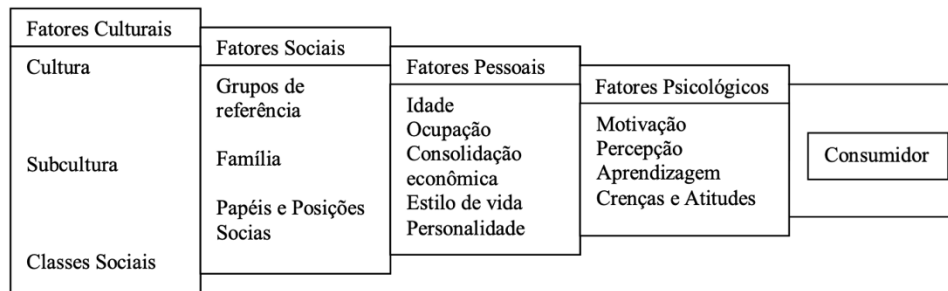 Fatores Culturais
Cultura
Subcultura
Classes Sociais
Fatores Sociais
Grupos de
referência
Família
Papéis e Posições
Socias
Fatores Pessoais
Idade
Ocupação
Consolidação
econômica
Estilo de vida
Personalidade
Fatores Psicológicos
Motivação
Percepção
Aprendizagem
Crenças e Atitudes
Consumidor